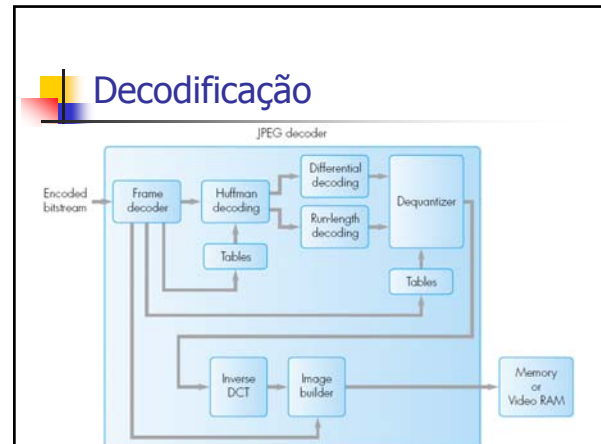 Decodificação
JPEG decoder
Encoded
bitstream
Frame
decoder
Huffman
decoding
Differential
decoding
Run-length
decoding
Dequantizer
Tables
Tables
Inverse
DCT
Image
builder
Memory
or
Video RAM